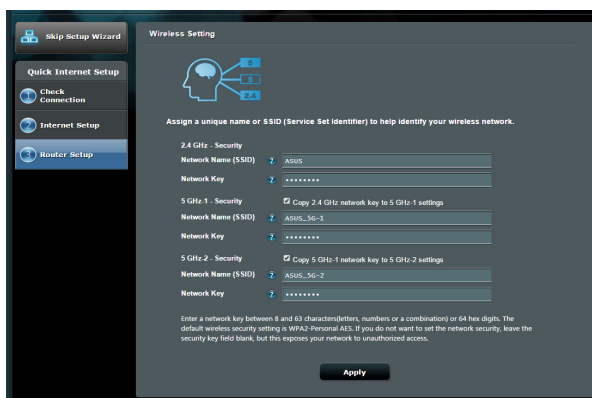 Skip Setup Wizard
Quick Internet Setup
1 Check
Connection
2 Internet Setup
3 Router Setup
Wireless Setting
5
5
2.4
Assign a unique name or SSID (Service Set Identifier) to help identify your wireless network.
2.4 GHz - Security
Network Name (SSID) ? ASUS
Network Key ? ••••••••
5 GHz-1 - Security Copy 2.4 GHz network key to 5 GHz-1 settings
Network Name (SSID) ? ASUS_5G-1
Network Key ? ••••••••
5 GHz-2 - Security Copy 5 GHz-1 network key to 5 GHz-2 settings
Network Name (SSID) ? ASUS_5G-2
Network Key ? ••••••••
Enter a network key between 8 and 63 characters(letters, numbers or a combination) or 64 hex digits. The
default wireless security setting is WPA2-Personal AES. If you do not want to set the network security, leave the
security key field blank, but this exposes your network to unauthorized access.
Apply